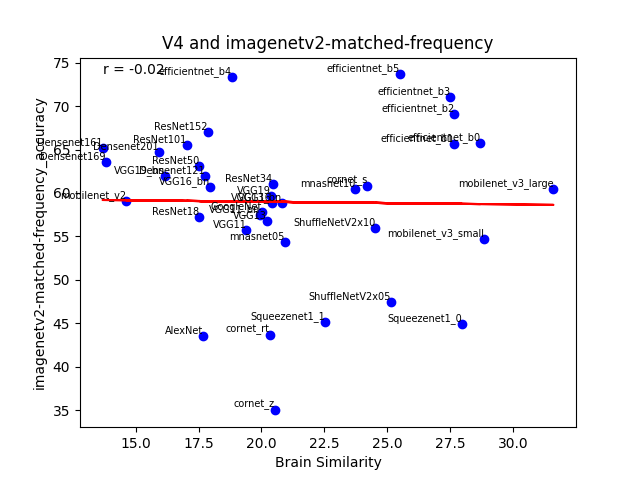 V4 and imagenetv2-matched-frequency
r = -0.02
efficientnet_b4
efficientnet_b5
efficientnet_b3
efficientnet_b2
efficientnet_b0
ResNet152
ResNet101
Densenet161
Densenet201
Densenet169
ResNet50
ResNet34
cornet_s
mobilenet_v3_large
VGG16_bn
VGG19
mobilenet_v2
ResNet18
GoogleNet
VGG11
mnasnet05
ShuffleNetV2x10
mobilenet_v3_small
ShuffleNetV2x05
Squeezenet1_1
Squeezenet1_0
AlexNet
cornet_rt
cornet_z
imagenetv2-matched-frequency_accuracy
75
70
65
60
55
50
45
40
35
15.0 17.5 20.0 22.5 25.0 27.5 30.0
Brain Similarity